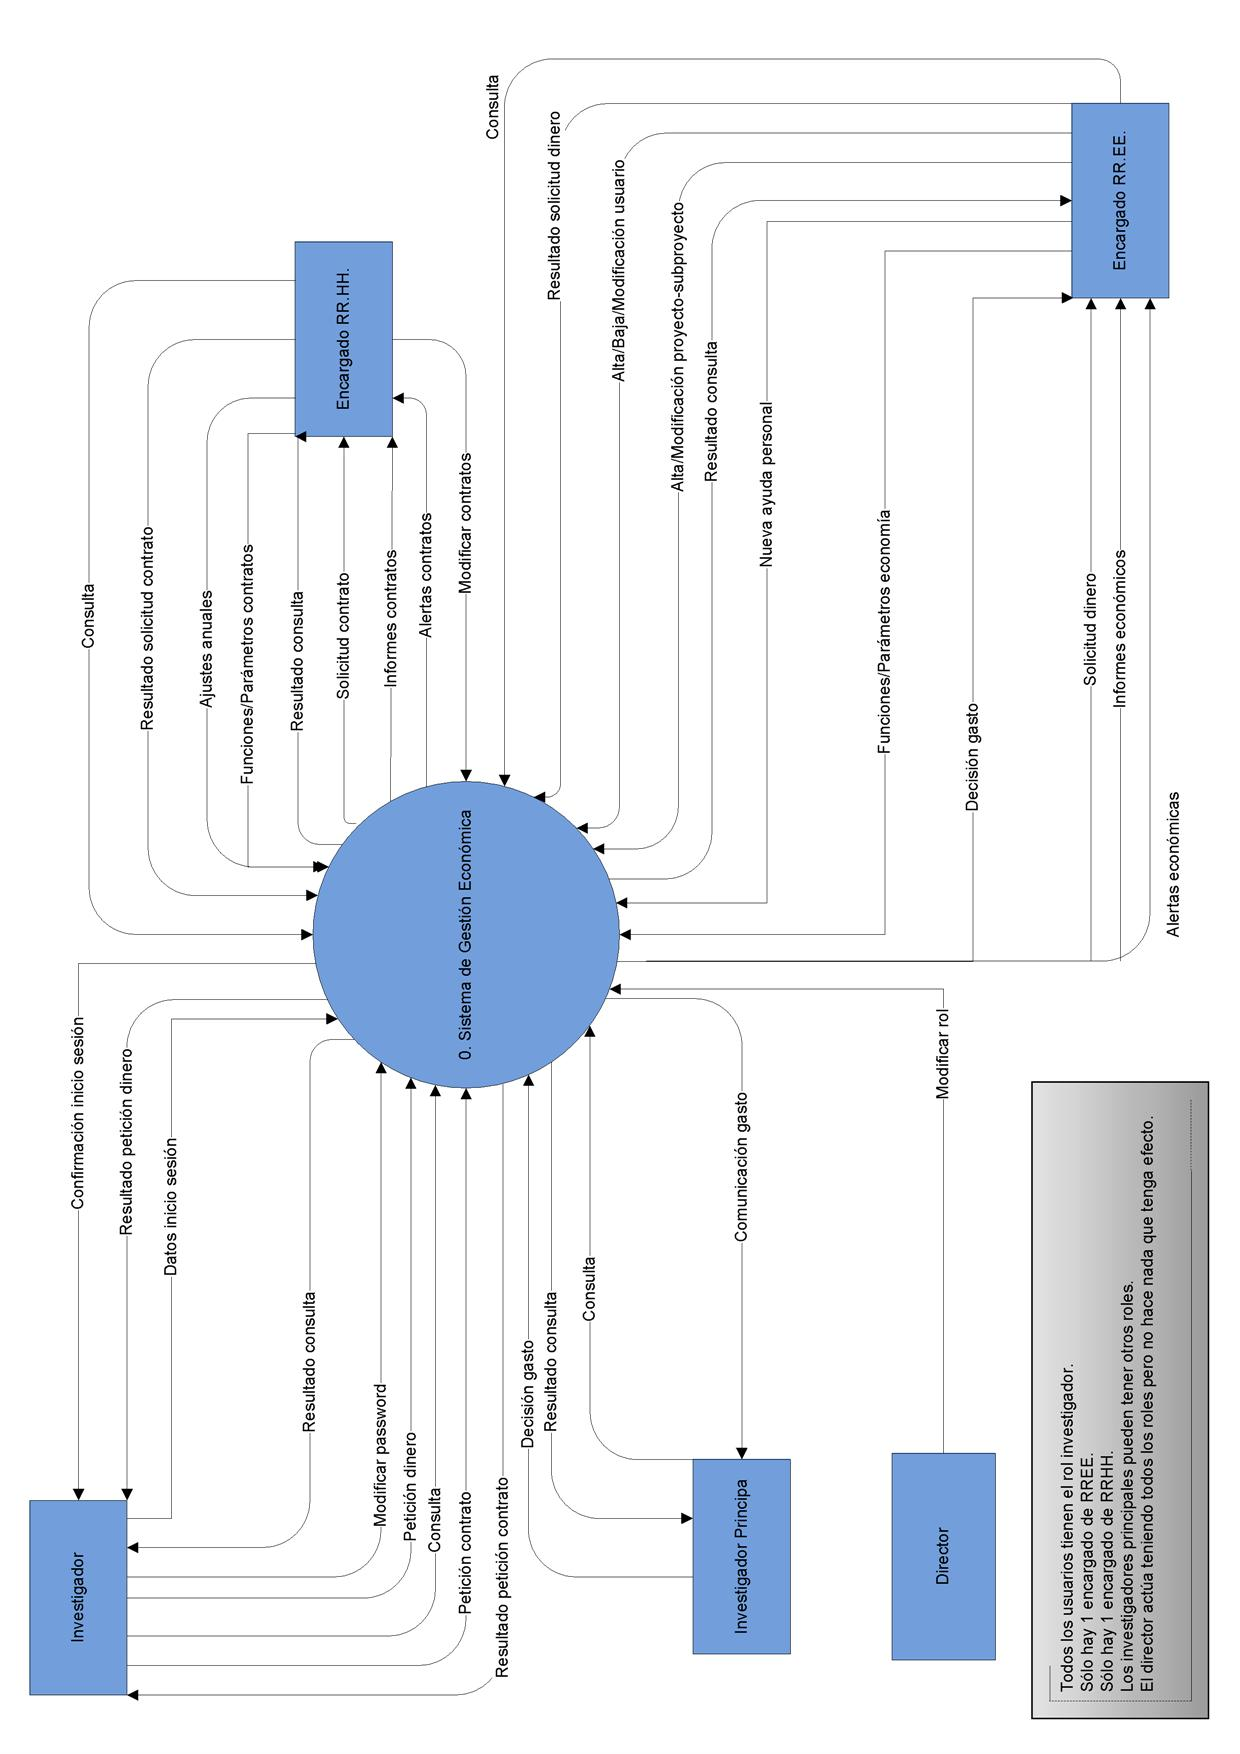 Investigador
Confirmación inicio sesión
Resultado petición dinero
Datos inicio sesión
Resultado consulta
Modificar password
Petición dinero
Consulta
Petición contrato
Resultado petición contrato
Decisión gasto
Resultado consulta
Consulta
Comunicación gasto
Investigador Principa
Modificar rol
Director
0. Sistema de Gestión Económica
Consulta
Resultado solicitud contrato
Ajustes anuales
Funciones/Parámetros contratos
Resultado consulta
Solicitud contrato
Informes contratos
Alertas contratos
Modificar contratos
Encargado RR.HH.
Consulta
Resultado solicitud dinero
Alta/Baja/Modificación usuario
Alta/Modificación proyecto-subproyecto
Resultado consulta
Nueva ayuda personal
Funciones/Parámetros economía
Decisión gasto
Solicitud dinero
Informes económicos
Alertas económicas
Encargado RR.EE.
Todos los usuarios tienen el rol investigador.
Sólo hay 1 encargado de RREE.
Sólo hay 1 encargado de RRHH.
Los investigadores principales pueden tener otros roles.
El director actúa teniendo todos los roles pero no hace nada que tenga efecto.